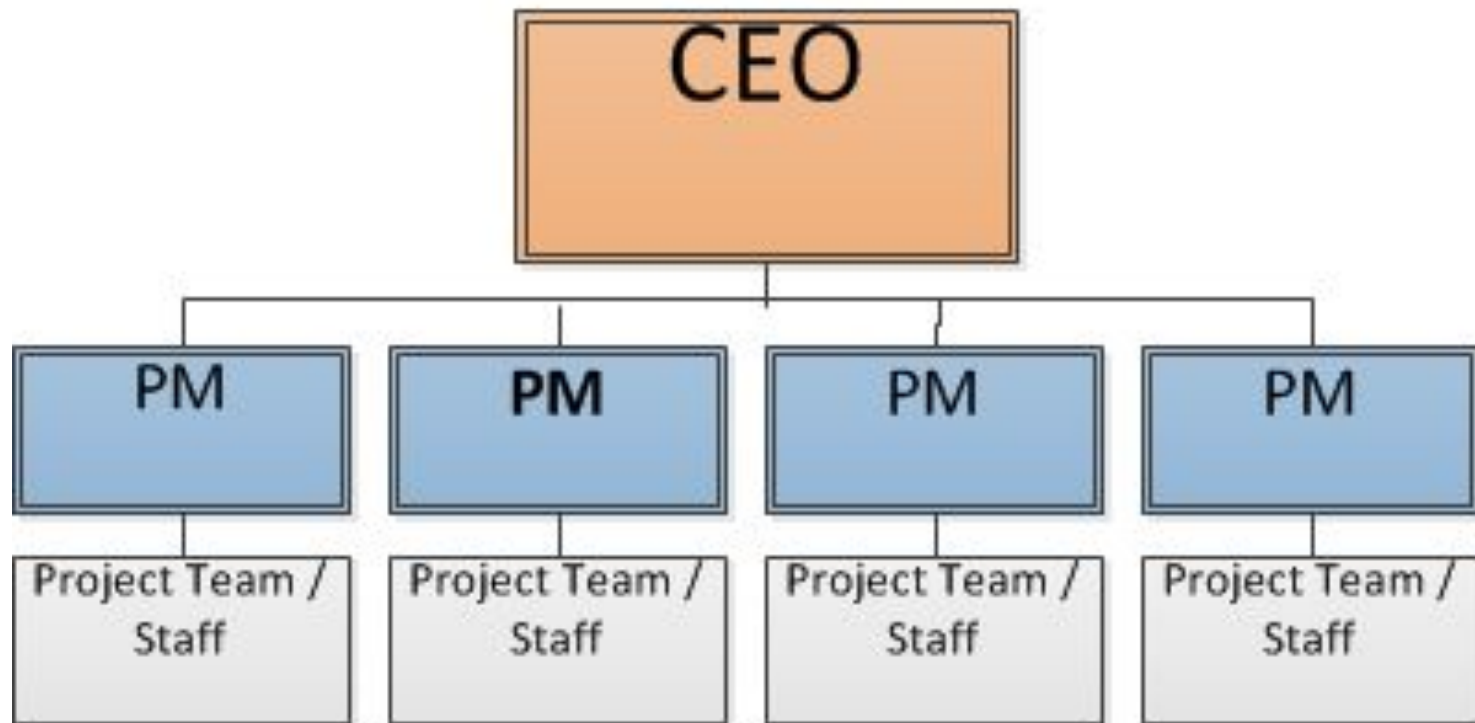 CEO
PM
PM
PM
PM
Project Team /
Staff
Project Team /
Staff
Project Team /
Staff
Project Team /
Staff